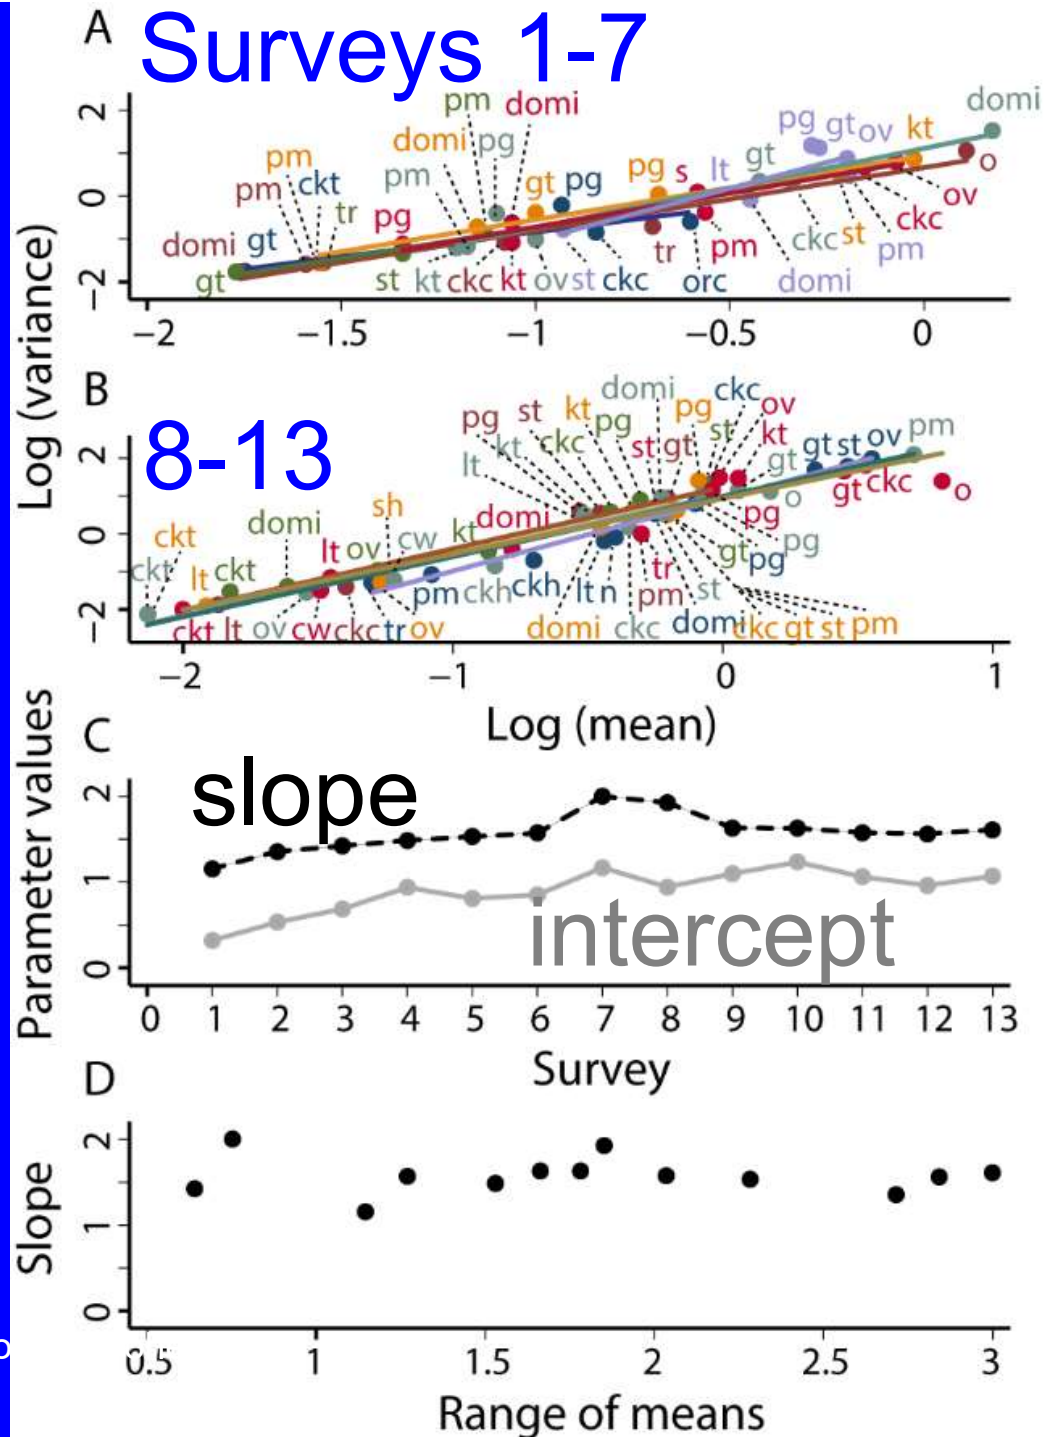 A
Surveys 1-7
pm domi domi
domi pg pg gt ov kt
pm pm gt pg pg s lt gt o
pm ckt tr pg
domi gt tr pm ckc st ckc ov
gt st kt ckc kt ov st ckc orc domi pm
2
0
−2
−2 −1.5 −1 −0.5 0
Log (variance)
B
8-13
domi ckc
pg st kt pg pg ov
kt ckc st gt st kt gt st ov pm
lt gt gt ckc
sh domi o o
ckt domi lt ov cw kt pg pg
ckt lt ckt gt pg
pm ckh ckh lt n tr pm st
ckt lt ov cw ckc tr ov domi ckc domi ckc gt st pm
2
0
−2
−2 −1 0 1
Log (mean)
C
slope
intercept
Parameter values
2
1
0
0 1 2 3 4 5 6 7 8 9 10 11 12 13
Survey
D
Slope
2
1
0
0.5 1 1.5 2 2.5 3
Range of means